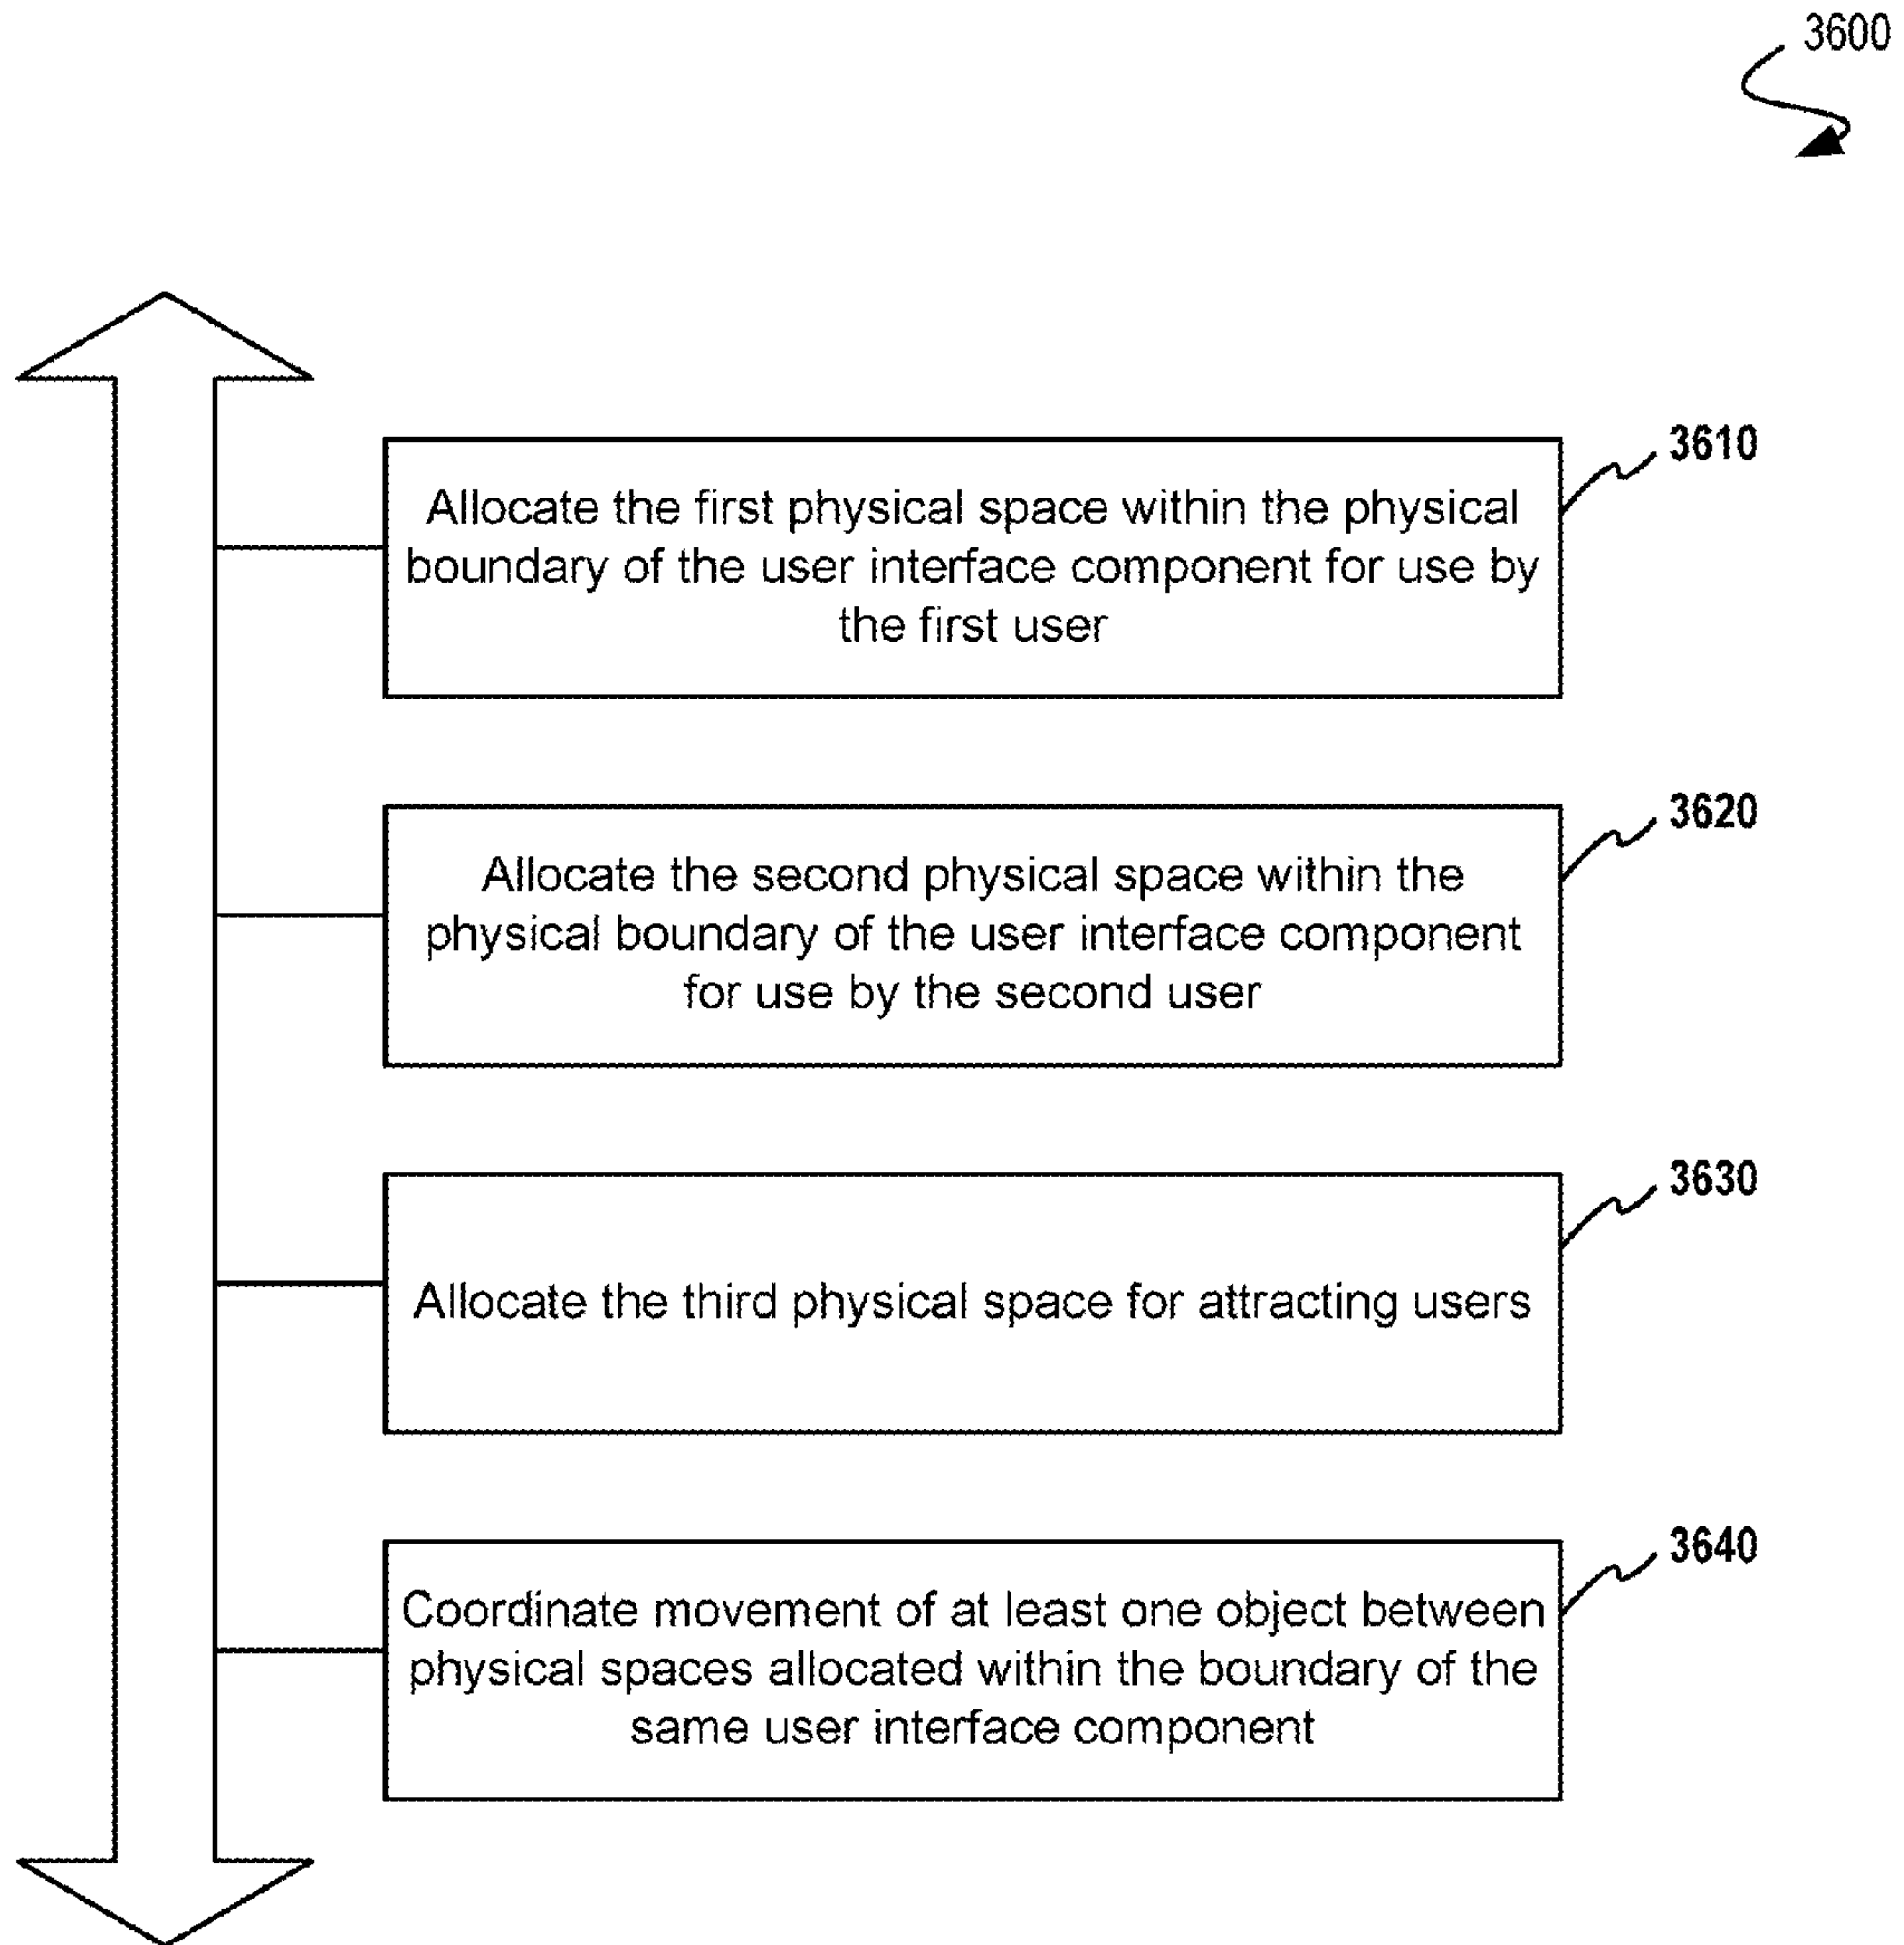 3600
3610
Allocate the first physical space within the physical
boundary of the user interface component for use by
the first user
3620
Allocate the second physical space within the
physical boundary of the user interface component
for use by the second user
3630
Allocate the third physical space for attracting users
3640
Coordinate movement of at least one object between
physical spaces allocated within the boundary of the
same user interface component